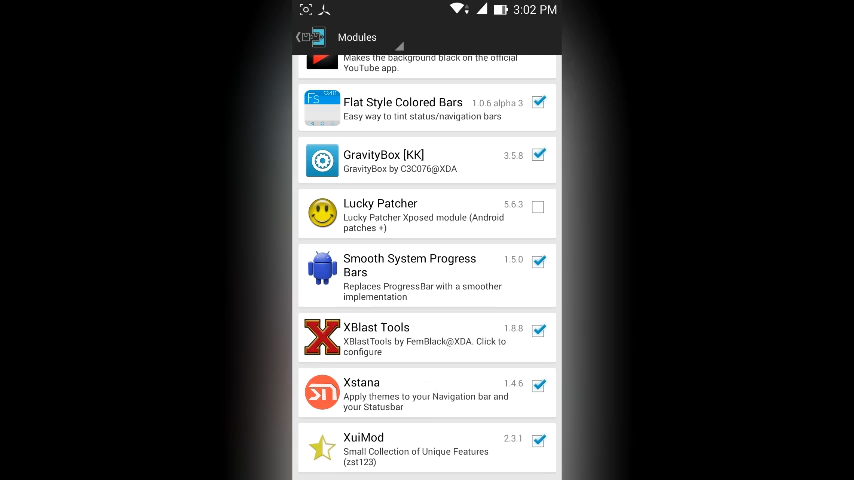 3:02 PM
Modules
Makes the background black on the official
YouTube app.
Flat Style Colored Bars 1.0.6 alpha 3
Easy way to tint status/navigation bars
GravityBox [KK] 3.5.8
GravityBox by C3C076@XDA
Lucky Patcher 5.6.3
Lucky Patcher Xposed module (Android
patches +)
Smooth System Progress 1.5.0
Bars
Replaces ProgressBar with a smoother
implementation
XBlast Tools 1.8.8
XBlastTools by FemBlack@XDA. Click to
configure
Xstana 1.4.6
Apply themes to your Navigation bar and
your Statusbar
XuiMod 2.3.1
Small Collection of Unique Features
(zst123)